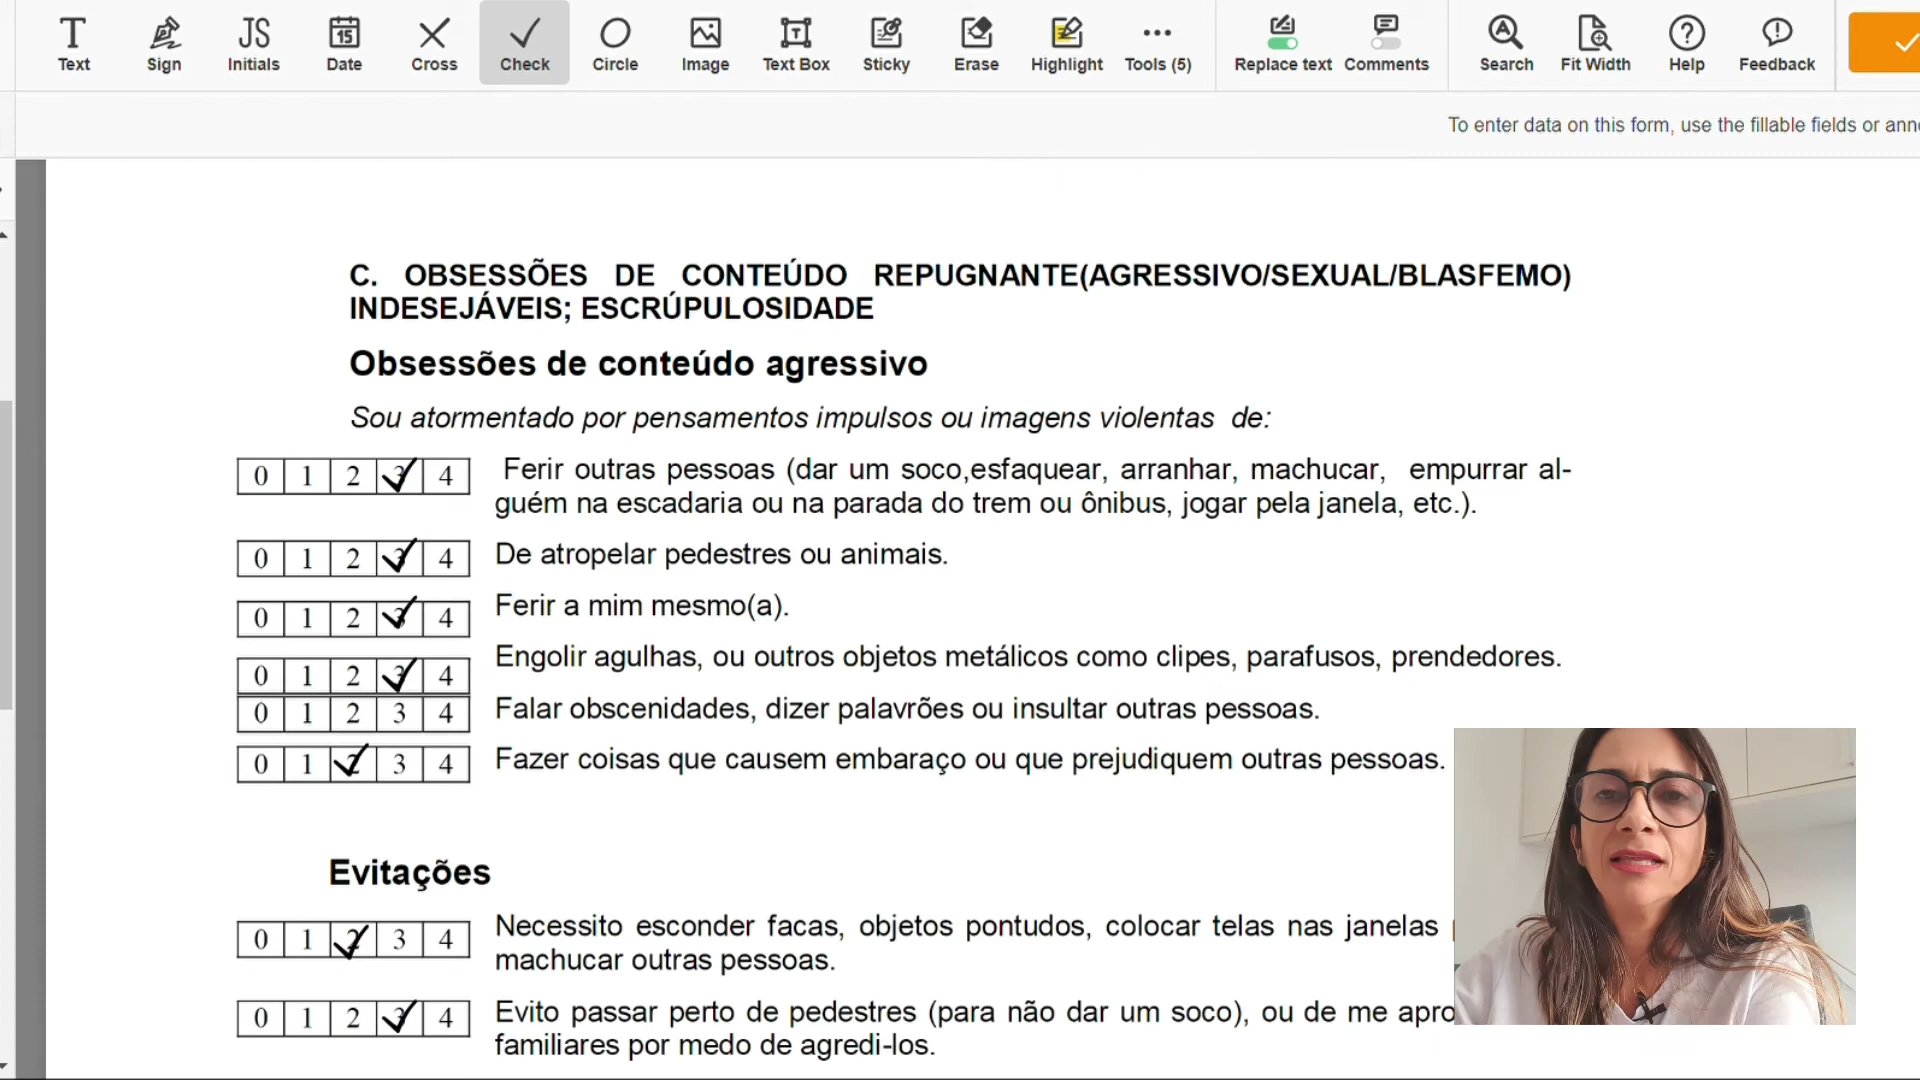 Text Sign Initials Date Cross Check Circle Image Text Box Sticky Erase Highlight Tools (5) Replace text Comments Search Fit Width Help Feedback
To enter data on this form, use the fillable fields or
C. OBSESSÕES DE CONTEÚDO REPUGNANTE(AGRESSIVO/SEXUAL/BLASFEMO)
INDESEJÁVEIS; ESCRÚPULOSIDADE
Obsessões de conteúdo agressivo
Sou atormentado por pensamentos impulsos ou imagens violentas de:
0 1 2 3 4 Ferir outras pessoas (dar um soco,esfaquear, arranhar, machucar, empurrar al-
guém na escadaria ou na parada do trem ou ônibus, jogar pela janela, etc.).
0 1 2 3 4 De atropelar pedestres ou animais.
0 1 2 3 4 Ferir a mim mesmo(a).
0 1 2 3 4 Engolir agulhas, ou outros objetos metálicos como clipes, parafusos, prendedores.
0 1 2 3 4 Falar obscenidades, dizer palavrões ou insultar outras pessoas.
0 1 2 3 4 Fazer coisas que causem embaraço ou que prejudiquem outras pessoas.
Evitações
0 1 2 3 4 Necessito esconder facas, objetos pontudos, colocar telas nas janelas
machucar outras pessoas.
0 1 2 3 4 Evito passar perto de pedestres (para não dar um soco), ou de me
familiares por medo de agredi-los.